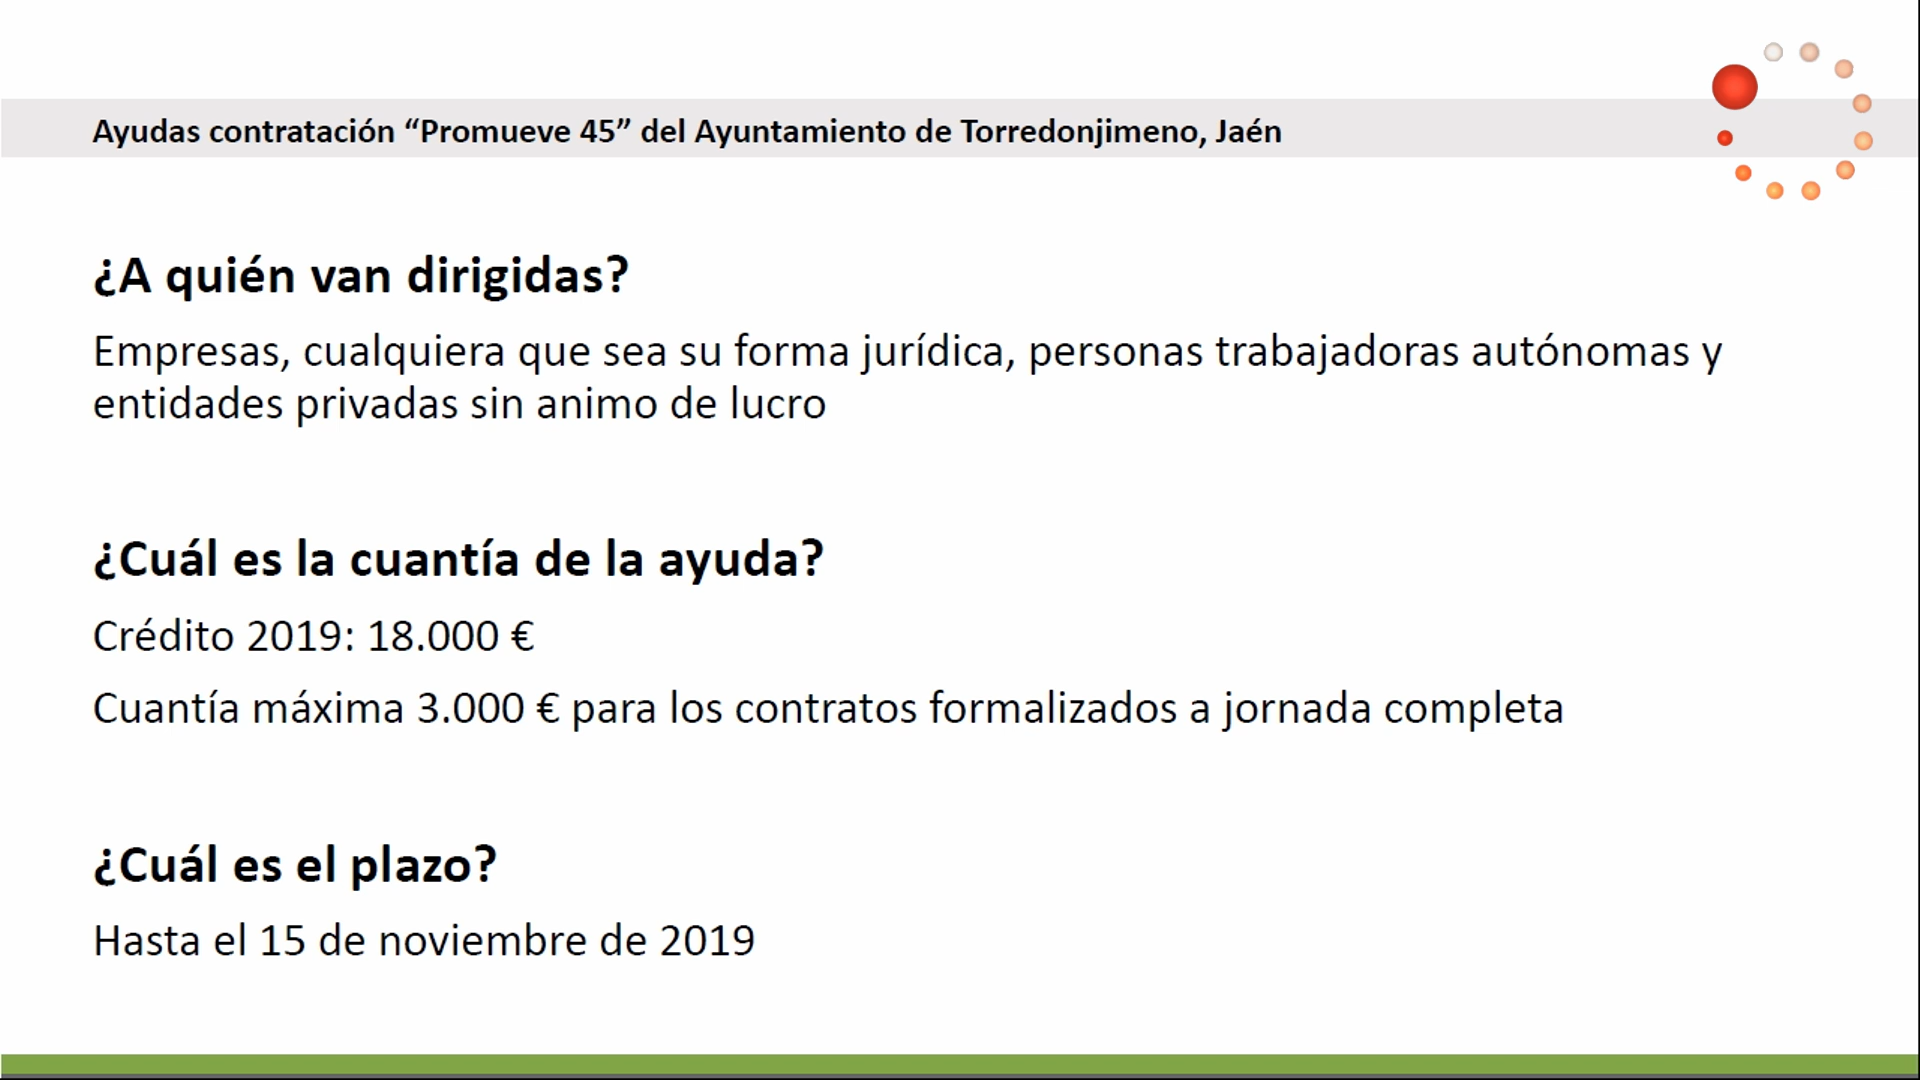 Ayudas contratación “Promueve 45” del Ayuntamiento de Torredonjimeno, Jaén
¿A quién van dirigidas?
Empresas, cualquiera que sea su forma jurídica, personas trabajadoras autónomas y
entidades privadas sin animo de lucro
¿Cuál es la cuantía de la ayuda?
Crédito 2019: 18.000 €
Cuantía máxima 3.000 € para los contratos formalizados a jornada completa
¿Cuál es el plazo?
Hasta el 15 de noviembre de 2019